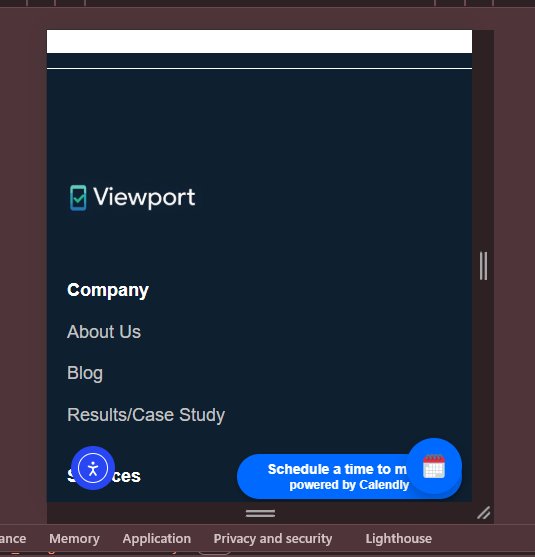 Viewport
Company
About Us
Blog
Results/Case Study
Schedule a time to m
powered by Calendly
Memory
Application
Privacy and security
Lighthouse